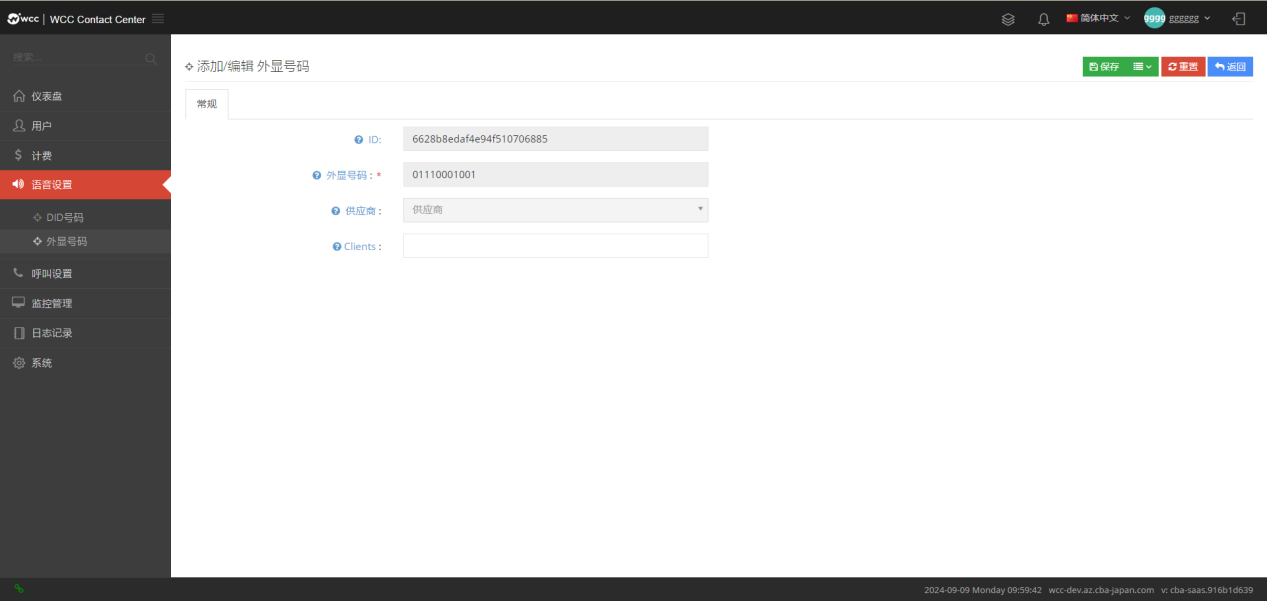 wcc | WCC Contact Center
简体中文
gggg gggggg
搜索...
仪表盘
用户
计费
语音设置
DID号码
外显号码
呼叫设置
监控管理
日志记录
系统
添加/编辑 外显号码
保存
重置
返回
常规
ID: 6628b8edaf4e94f510706885
外显号码 : * 01110001001
供应商 : 供应商
Clients :
2024-09-09 Monday 09:59:42 wcc-dev.az.cba-japan.com v: cba-saas.916b1d639